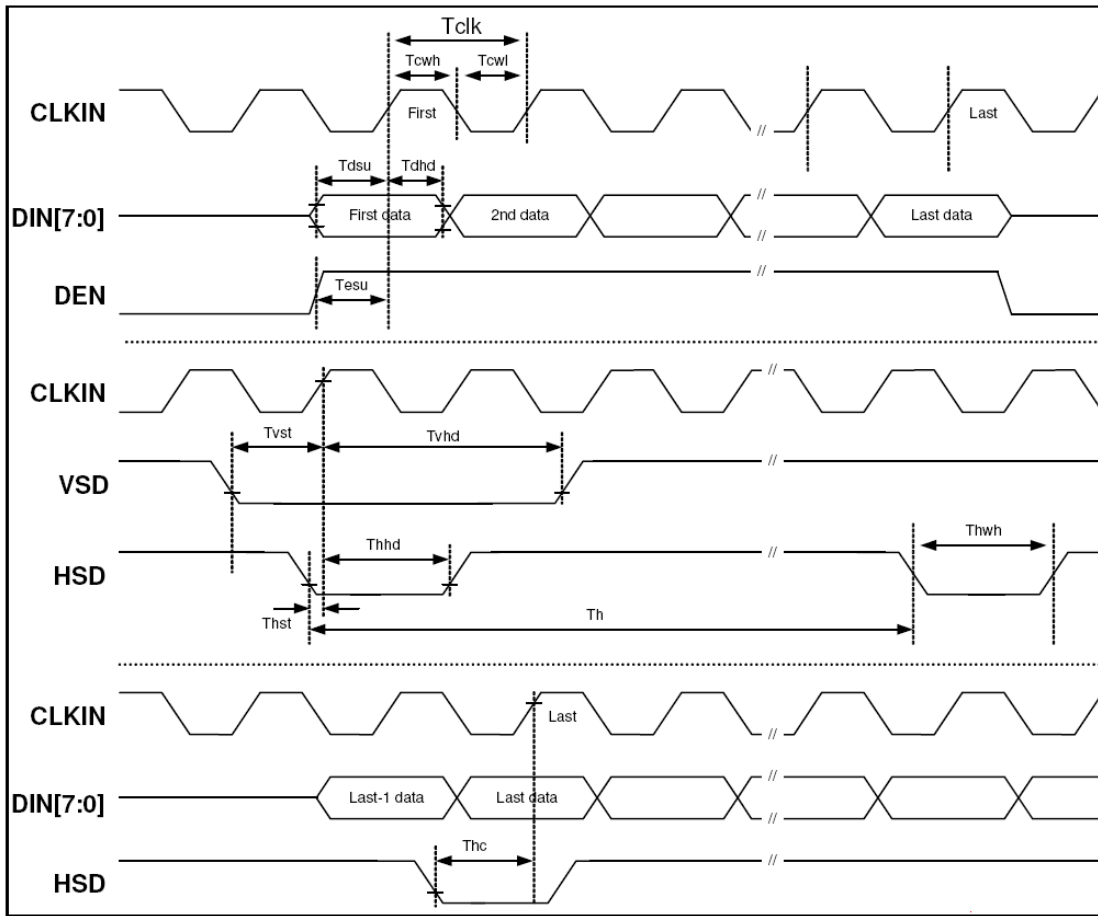 Tclk
Tcwh Tcwl
CLKIN First // Last
Tdsu Tdhd
//
DIN[7:0] First data 2nd data Last data
//
//
DEN Tesu
CLKIN //
Tvst Tvhd
VSD //
Thhd Thwh
HSD //
Thst Th
CLKIN Last //
//
DIN[7:0] Last-1 data Last data
//
Thc //
HSD